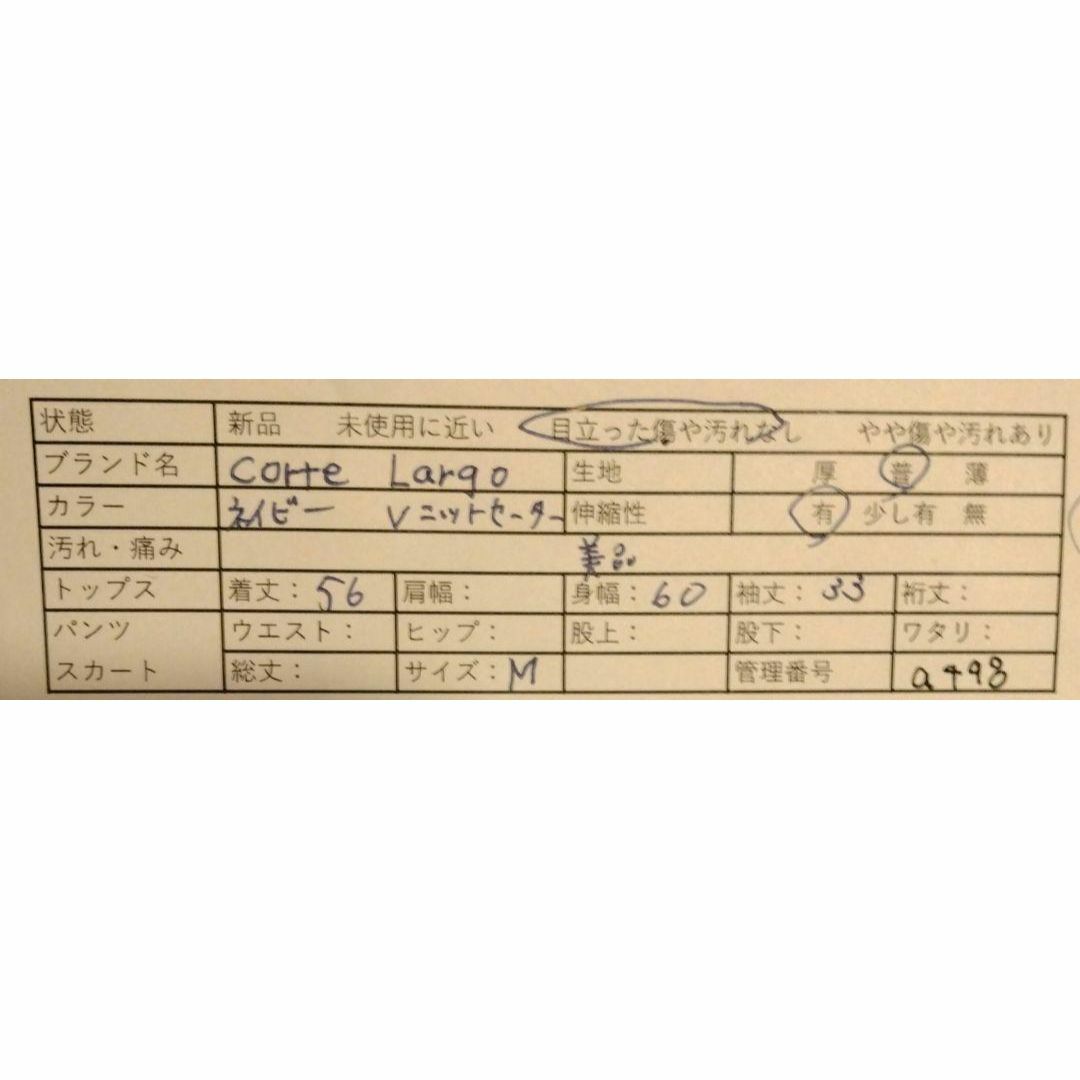 状態 新品 未使用に近い 目立った傷や汚れなし やや傷や汚れあり
ブランド名 Corte Largo 生地 厚 普 薄
カラー ネイビー Vニットセーター 伸縮性 有 少し有 無
汚れ・痛み 美品
トップス 着丈：56 肩幅： 身幅：60 袖丈：33 裄丈：
パンツ ウエスト： ヒップ： 股上： 股下： ワタリ：
スカート 総丈： サイズ：M 管理番号 a498